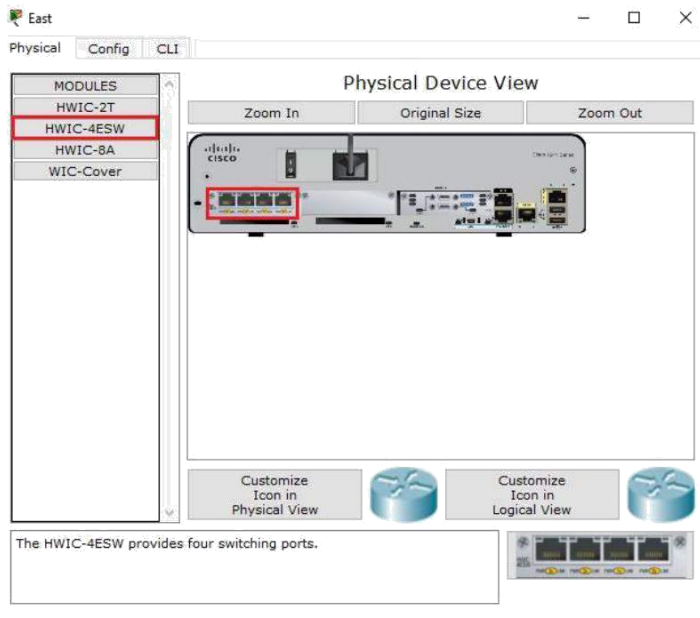 East
Physical Config CLI
MODULES
HWIC-2T
HWIC-4ESW
HWIC-8A
WIC-Cover
Physical Device View
Zoom In Original Size Zoom Out
CISCO
Customize
Icon in
Physical View
Customize
Icon in
Logical View
The HWIC-4ESW provides four switching ports.